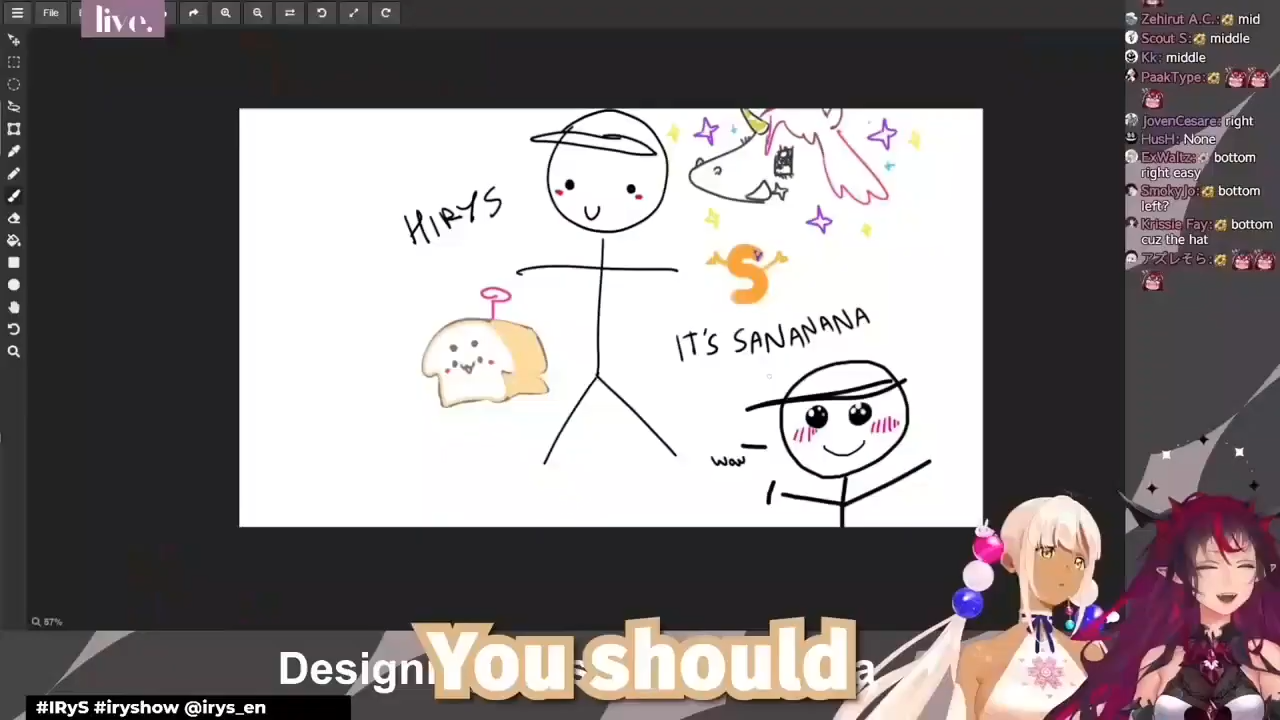 live.
File
Zehirut A.C.: mid
Scout S: middle
Kk: middle
PaakType:
JovenCesare: right
HusH: None
ExWaltz: bottom
right easy
SmokyJo: bottom
left?
Krissie Fay: bottom
cuz the hat
アズレそら:
HIRYS
S
IT'S SANANANA
wow
67%
You should
#IRyS #iryshow @irys_en